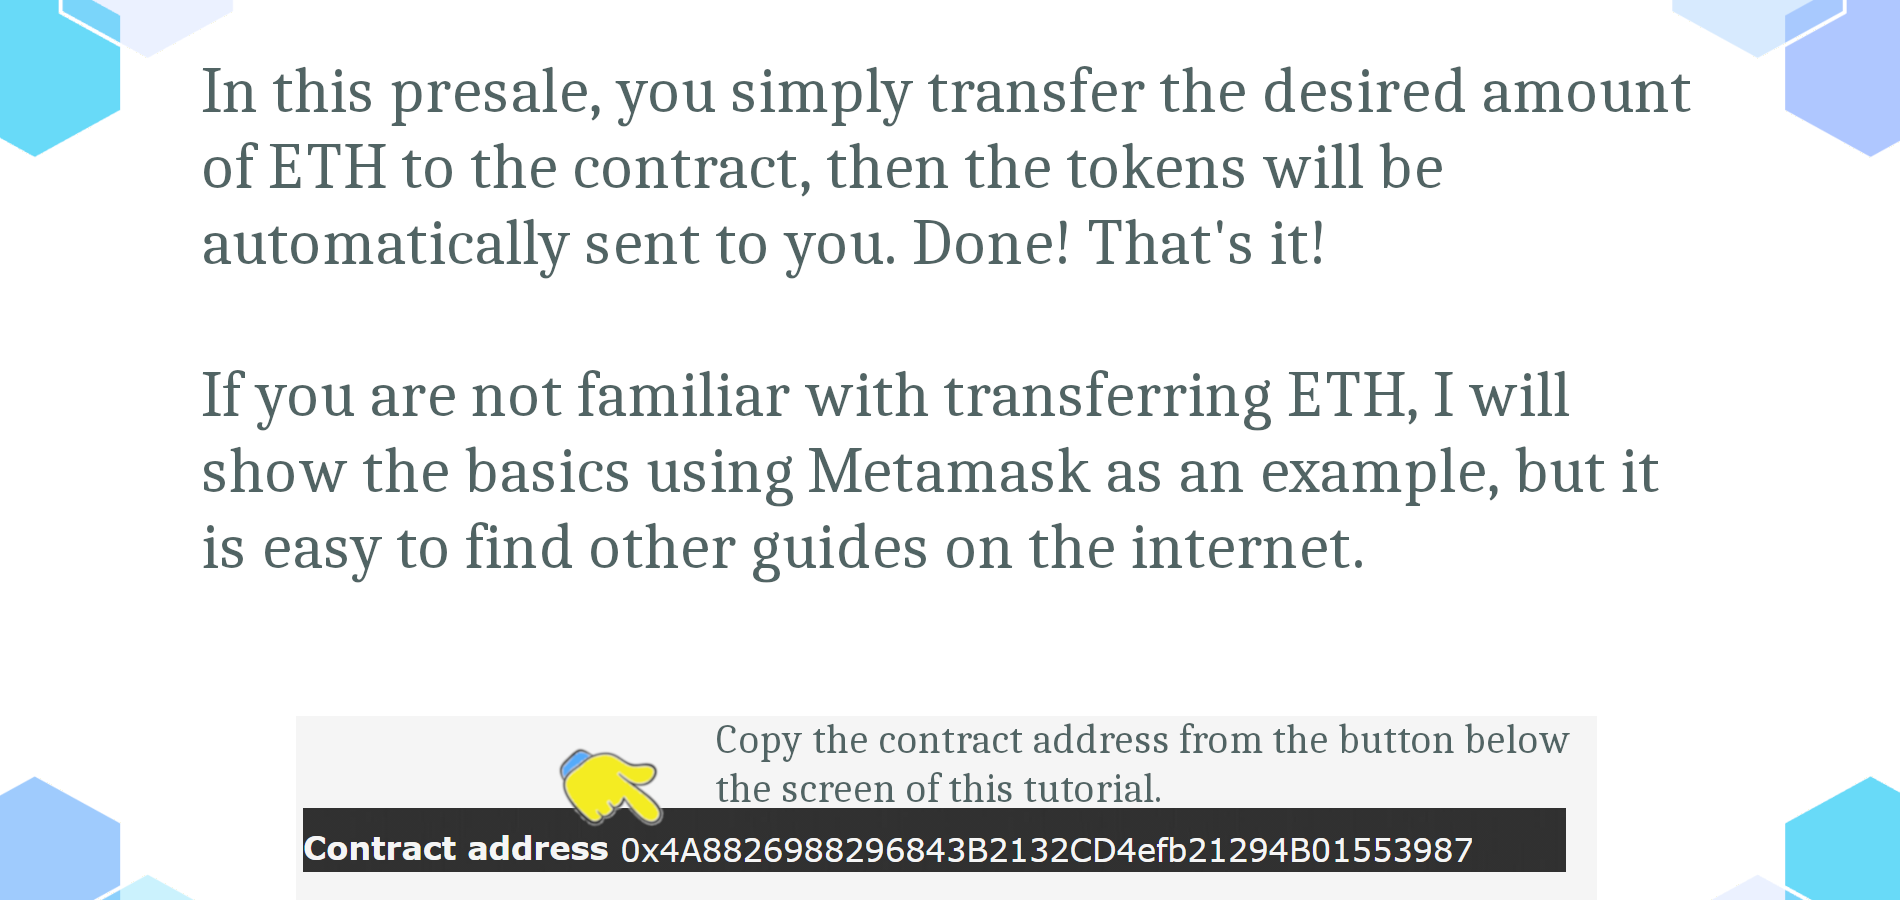 In this presale, you simply transfer the desired amount
of ETH to the contract, then the tokens will be
automatically sent to you. Done! That's it!
If you are not familiar with transferring ETH, I will
show the basics using Metamask as an example, but it
is easy to find other guides on the internet.
Copy the contract address from the button below
the screen of this tutorial.
Contract address 0x4A8826988296843B2132CD4efb21294B01553987